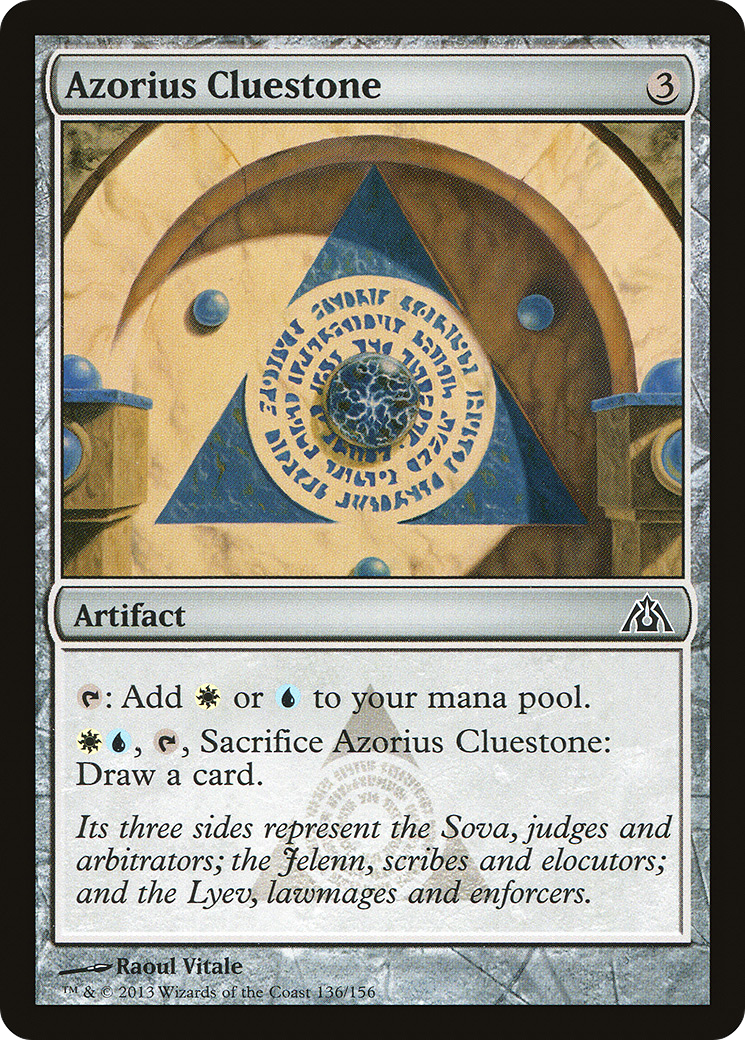 Azorius Cluestone 3
Artifact
: Add or to your mana pool.
, , Sacrifice Azorius Cluestone:
Draw a card.
Its three sides represent the Sova, judges and
arbitrators; the Jelenn, scribes and elocutors;
and the Lyev, lawmages and enforcers.
Raoul Vitale
™ & © 2013 Wizards of the Coast 136/156